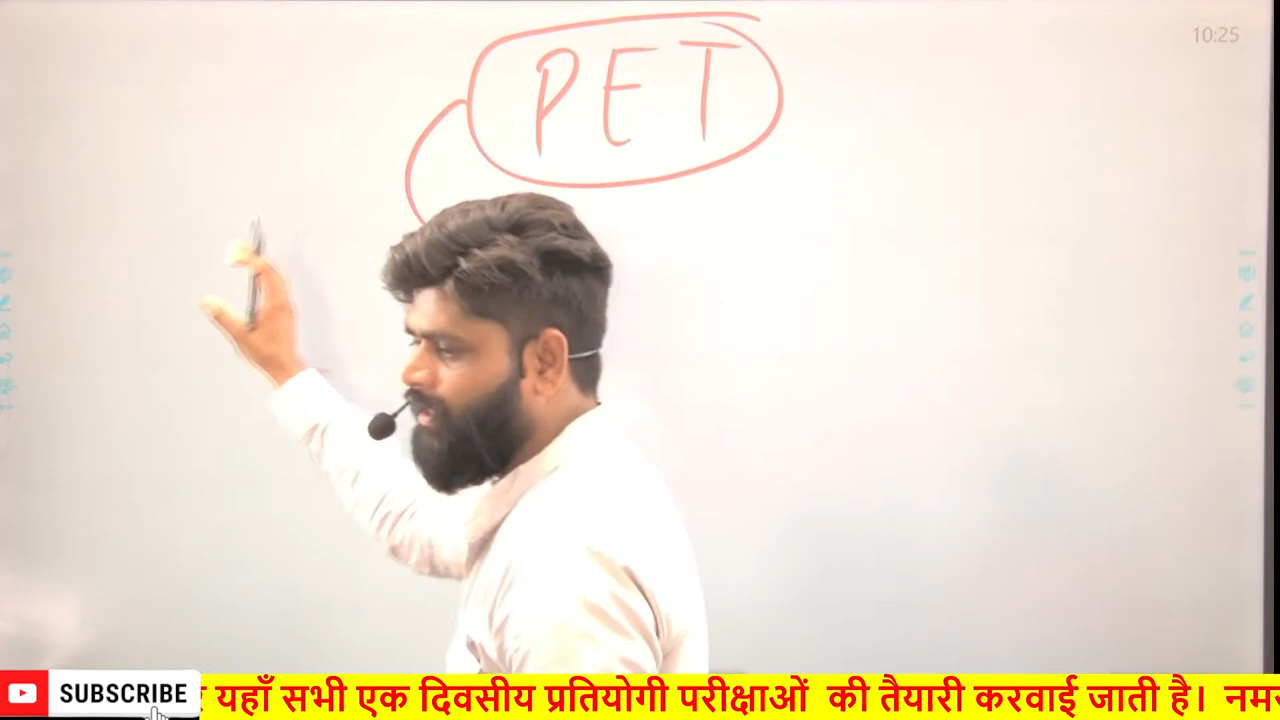 PET
10:25
SUBSCRIBE
यहाँ सभी एक दिवसीय प्रतियोगी परीक्षाओं की तैयारी करवाई जाती है।